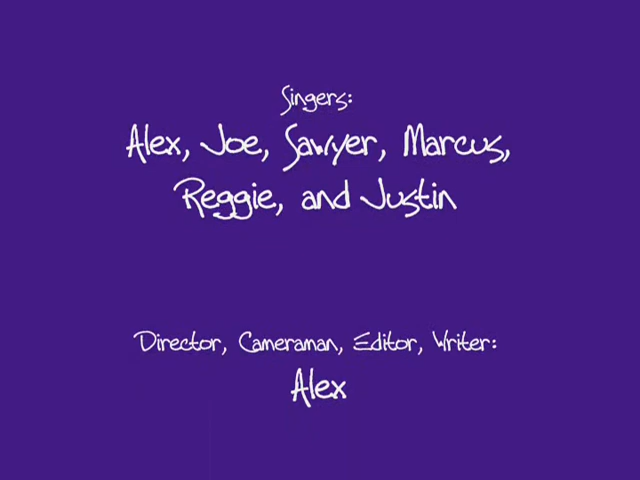 Singers:
Alex, Joe, Sawyer, Marcus,
Reggie, and Justin
Director, Cameraman, Editor, Writer:
Alex